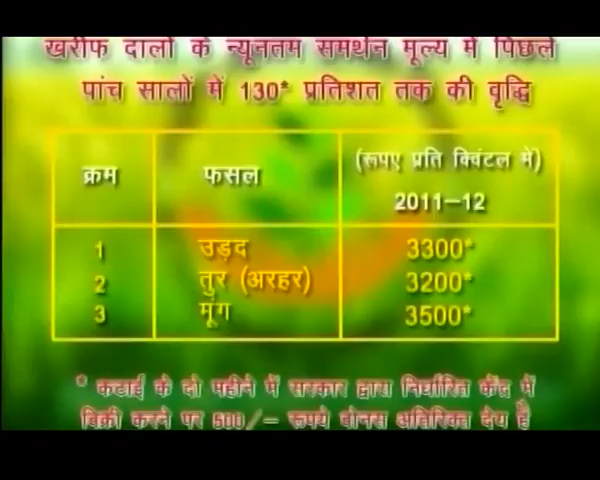 खरीफ दालों के न्यूनतम समर्थन मूल्य में पिछले
पांच सालों में 130* प्रतिशत तक की वृद्धि
क्रम फसल (रूपए प्रति क्विंटल में)
2011-12
1 उड़द 3300*
2 तुर (अरहर) 3200*
3 मूंग 3500*
* कटाई के दो महीने में सरकार द्वारा निर्धारित केंद्र में
बिक्री करने पर 500/- रूपये बोनस अतिरिक्त देय है